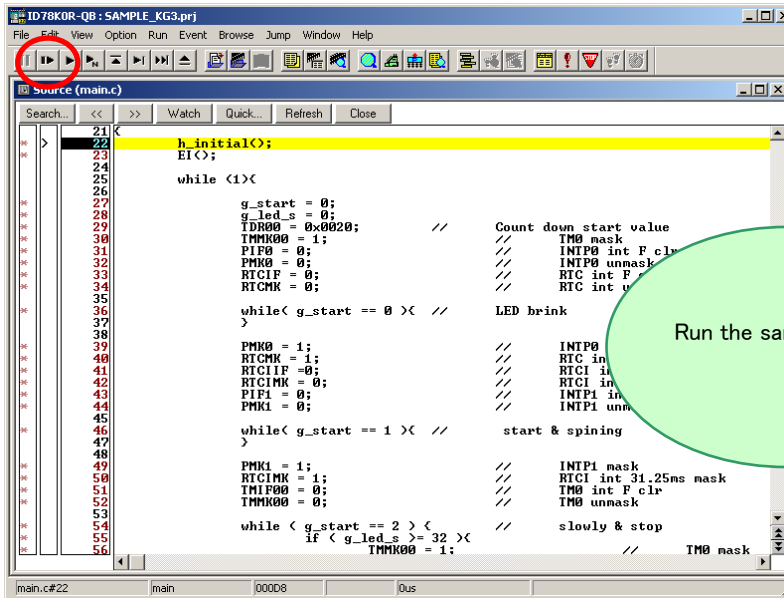 ID78K0R-QB : SAMPLE_KG3.prj
File Edit View Option Run Event Browse Jump Window Help
Source (main.c)
Search... << >> Watch Quick... Refresh Close
21 {
* > 22 h_initial();
* 23 EI();
24
25 while (1){
26
* 27 g_start = 0;
* 28 g_led_s = 0;
* 29 TDR00 = 0x0020; // Count down start value
* 30 TMMK00 = 1; // TM0 mask
* 31 PIF0 = 0; // INTP0 int F clr
* 32 PMK0 = 0; // INTP0 unmask
* 33 RTCIF = 0; // RTC int F
* 34 RTCMK = 0; // RTC int
35
* 36 while( g_start == 0 ){ // LED brink
37 }
38
* 39 PMK0 = 1; // INTP0
* 40 RTCMK = 1; // RTC in
* 41 RTCIIF =0; // RTCI in
* 42 RTCIMK = 0; // RTCI in
* 43 PIF1 = 0; // INTP1 in
* 44 PMK1 = 0; // INTP1 unm
45
* 46 while( g_start == 1 ){ // start & spining
47 }
48
* 49 PMK1 = 1; // INTP1 mask
* 50 RTCIMK = 1; // RTCI int 31.25ms mask
* 51 TMIF00 = 0; // TM0 int F clr
* 52 TMMK00 = 0; // TM0 unmask
53
* 54 while ( g_start == 2 ) { // slowly & stop
* 55 if ( g_led_s >= 32 ){
* 56 TMMK00 = 1; // TM0 mask
Run the sa
main.c#22 main 000D8 0us